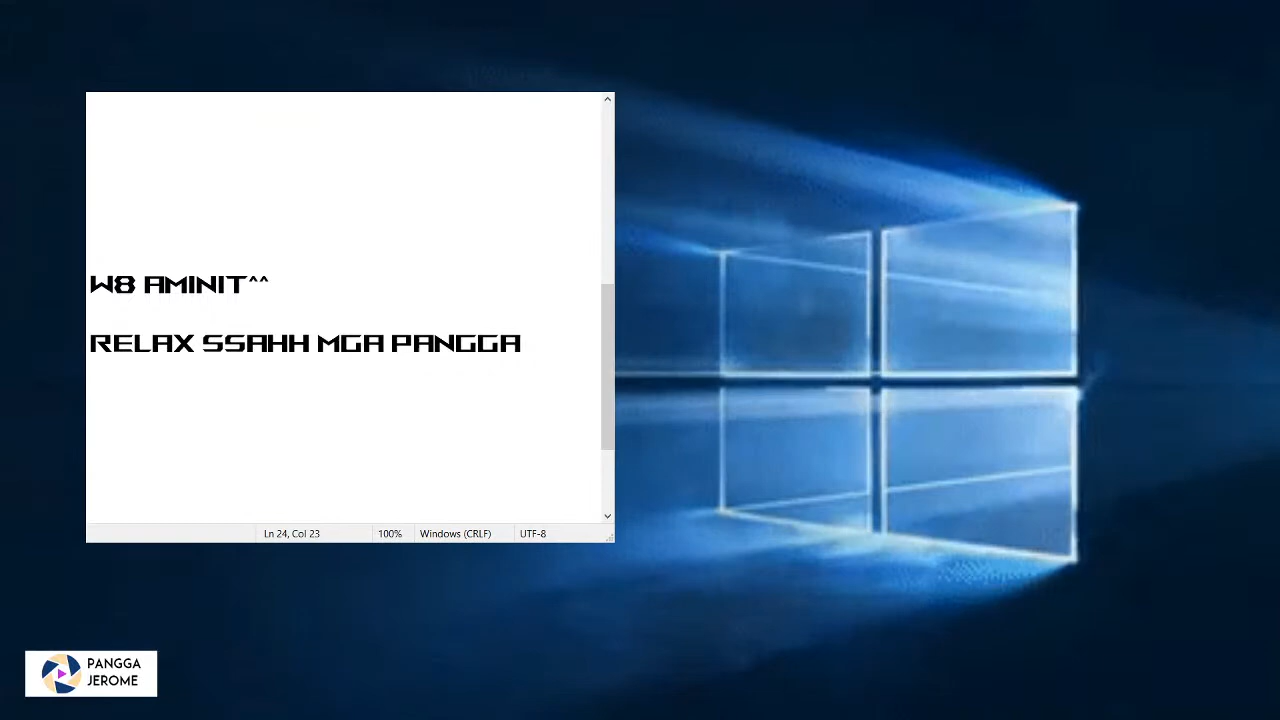 W8 AMINIT^^
RELAX SSAHH MGA PANGGA
Ln 24, Col 23
100%
Windows (CRLF)
UTF-8
PANGGA
JEROME